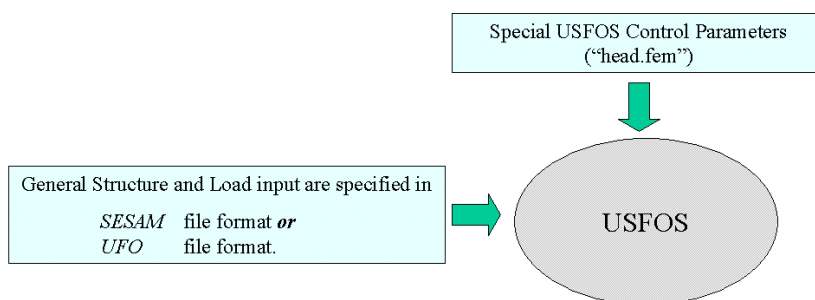 Special USFOS Control Parameters
(“head.fem”)
General Structure and Load input are specified in
SESAM file format or
UFO file format.
USFOS